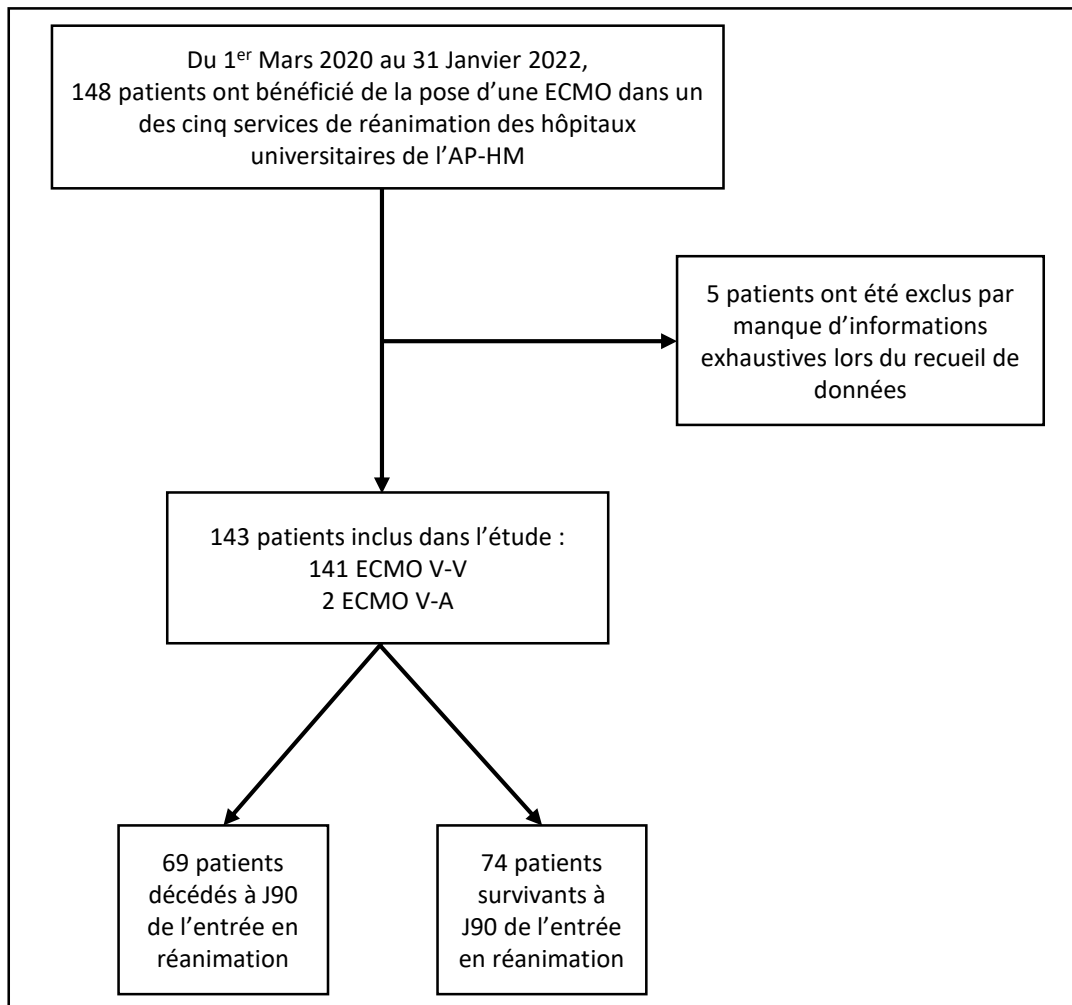 Du 1er Mars 2020 au 31 Janvier 2022,
148 patients ont bénéficié de la pose d’une ECMO dans un
des cinq services de réanimation des hôpitaux
universitaires de l’AP-HM
5 patients ont été exclus par
manque d’informations
exhaustives lors du recueil de
données
143 patients inclus dans l’étude :
141 ECMO V-V
2 ECMO V-A
69 patients
décédés à J90
de l’entrée en
réanimation
74 patients
survivants à
J90 de l’entrée
en réanimation